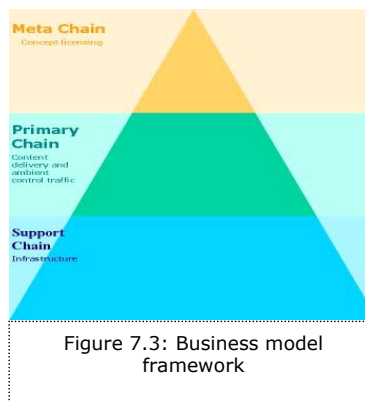 Meta Chain
Concept licensing
Primary
Chain
Content
delivery and
ambient
control traffic
Support
Chain
Infrastructure
Figure 7.3: Business model
framework